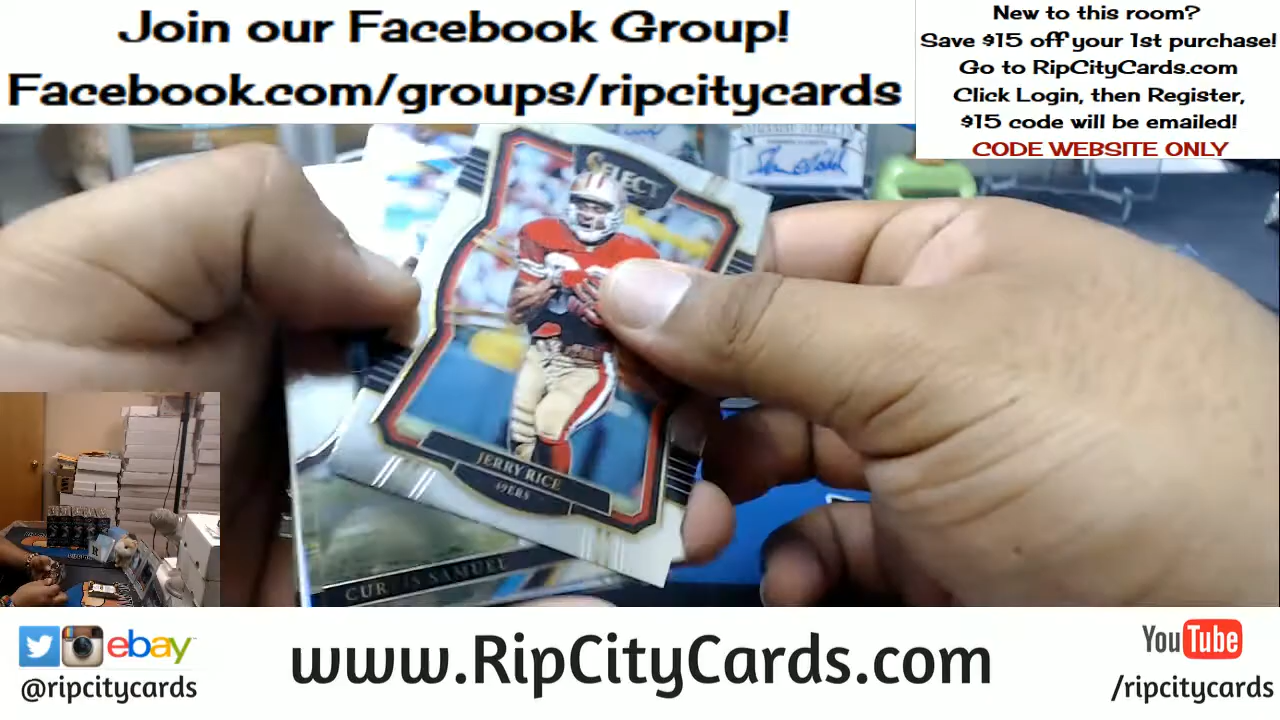 Join our Facebook Group!
Facebook.com/groups/ripcitycards
New to this room?
Save $15 off your 1st purchase!
Go to RipCityCards.com
Click Login, then Register,
$15 code will be emailed!
CODE WEBSITE ONLY
SELECT
JERRY RICE
49ERS
CURTIS SAMUEL
ebay
@ripcitycards
www.RipCityCards.com
YouTube
/ripcitycards